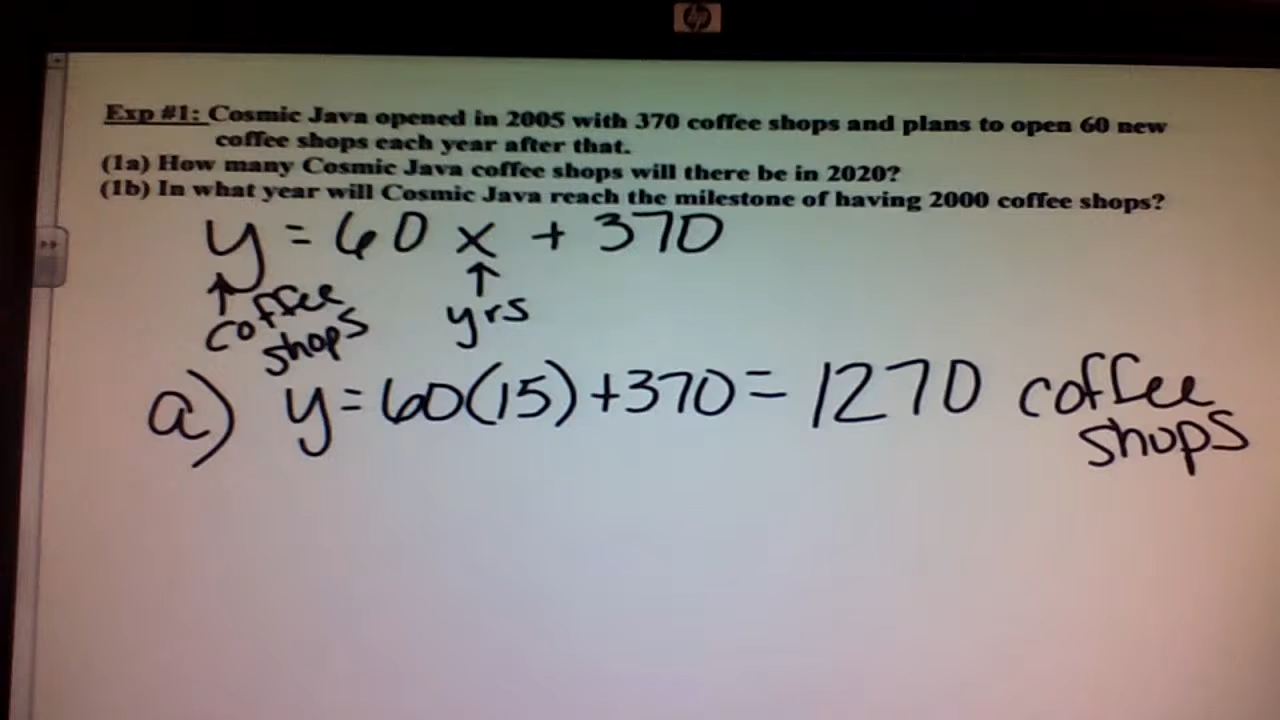 hp
Exp #1: Cosmic Java opened in 2005 with 370 coffee shops and plans to open 60 new
coffee shops each year after that.
(1a) How many Cosmic Java coffee shops will there be in 2020?
(1b) In what year will Cosmic Java reach the milestone of having 2000 coffee shops?
y = 60x + 370
↑ ↑
coffee
shops
yrs
a) y = 60(15) + 370 = 1270 coffee
shops